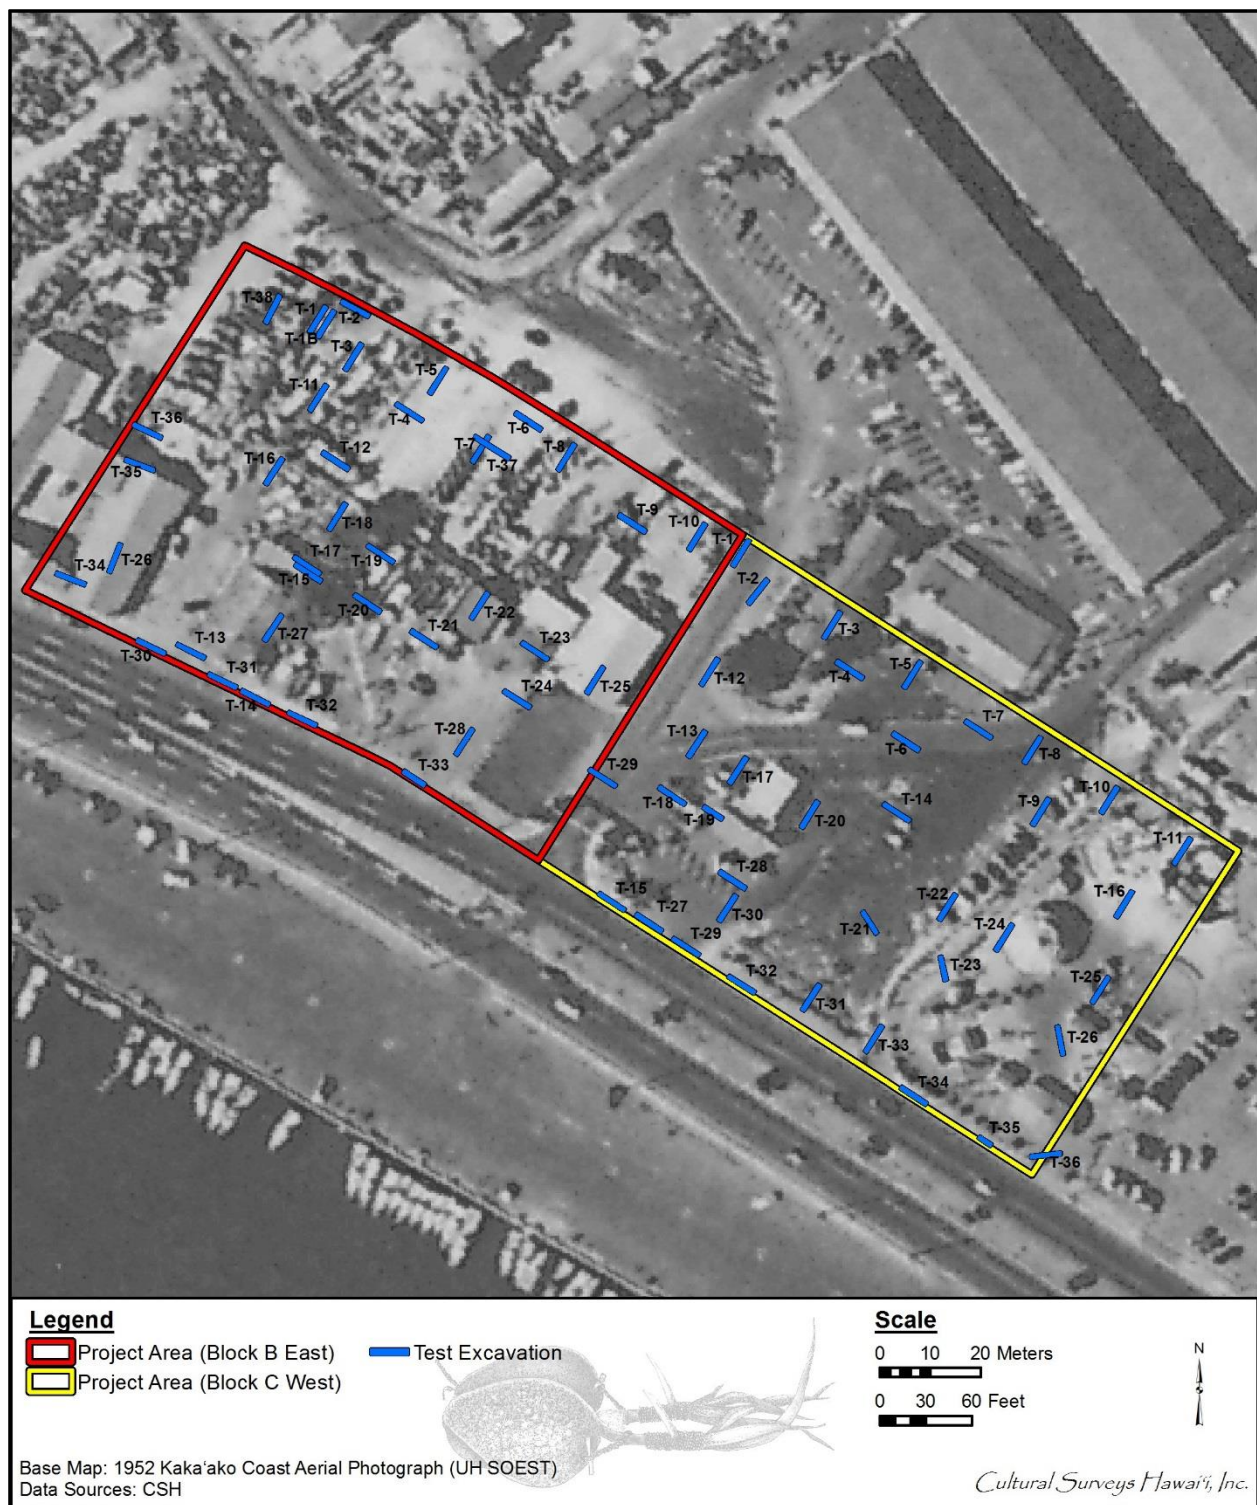 T-38
T-1
T-2
T-1B
T-3
T-5
T-11
T-4
T-6
T-36
T-12
T-7
T-8
T-37
T-35
T-16
T-9
T-10
T-1
T-18
T-34
T-26
T-17
T-19
T-15
T-2
T-20
T-22
T-3
T-27
T-21
T-13
T-23
T-30
T-12
T-4
T-5
T-31
T-25
T-14
T-32
T-24
T-28
T-13
T-6
T-7
T-33
T-29
T-17
T-8
T-18
T-19
T-20
T-14
T-9
T-10
T-11
T-28
T-15
T-27
T-30
T-22
T-16
T-29
T-21
T-24
T-32
T-23
T-25
T-31
T-33
T-26
T-34
T-35
T-36
Legend
Project Area (Block B East)
Test Excavation
Project Area (Block C West)
Base Map: 1952 Kakaʻako Coast Aerial Photograph (UH SOEST)
Data Sources: CSH
Scale
0 10 20 Meters
0 30 60 Feet
N
Cultural Surveys Hawaiʻi, Inc.